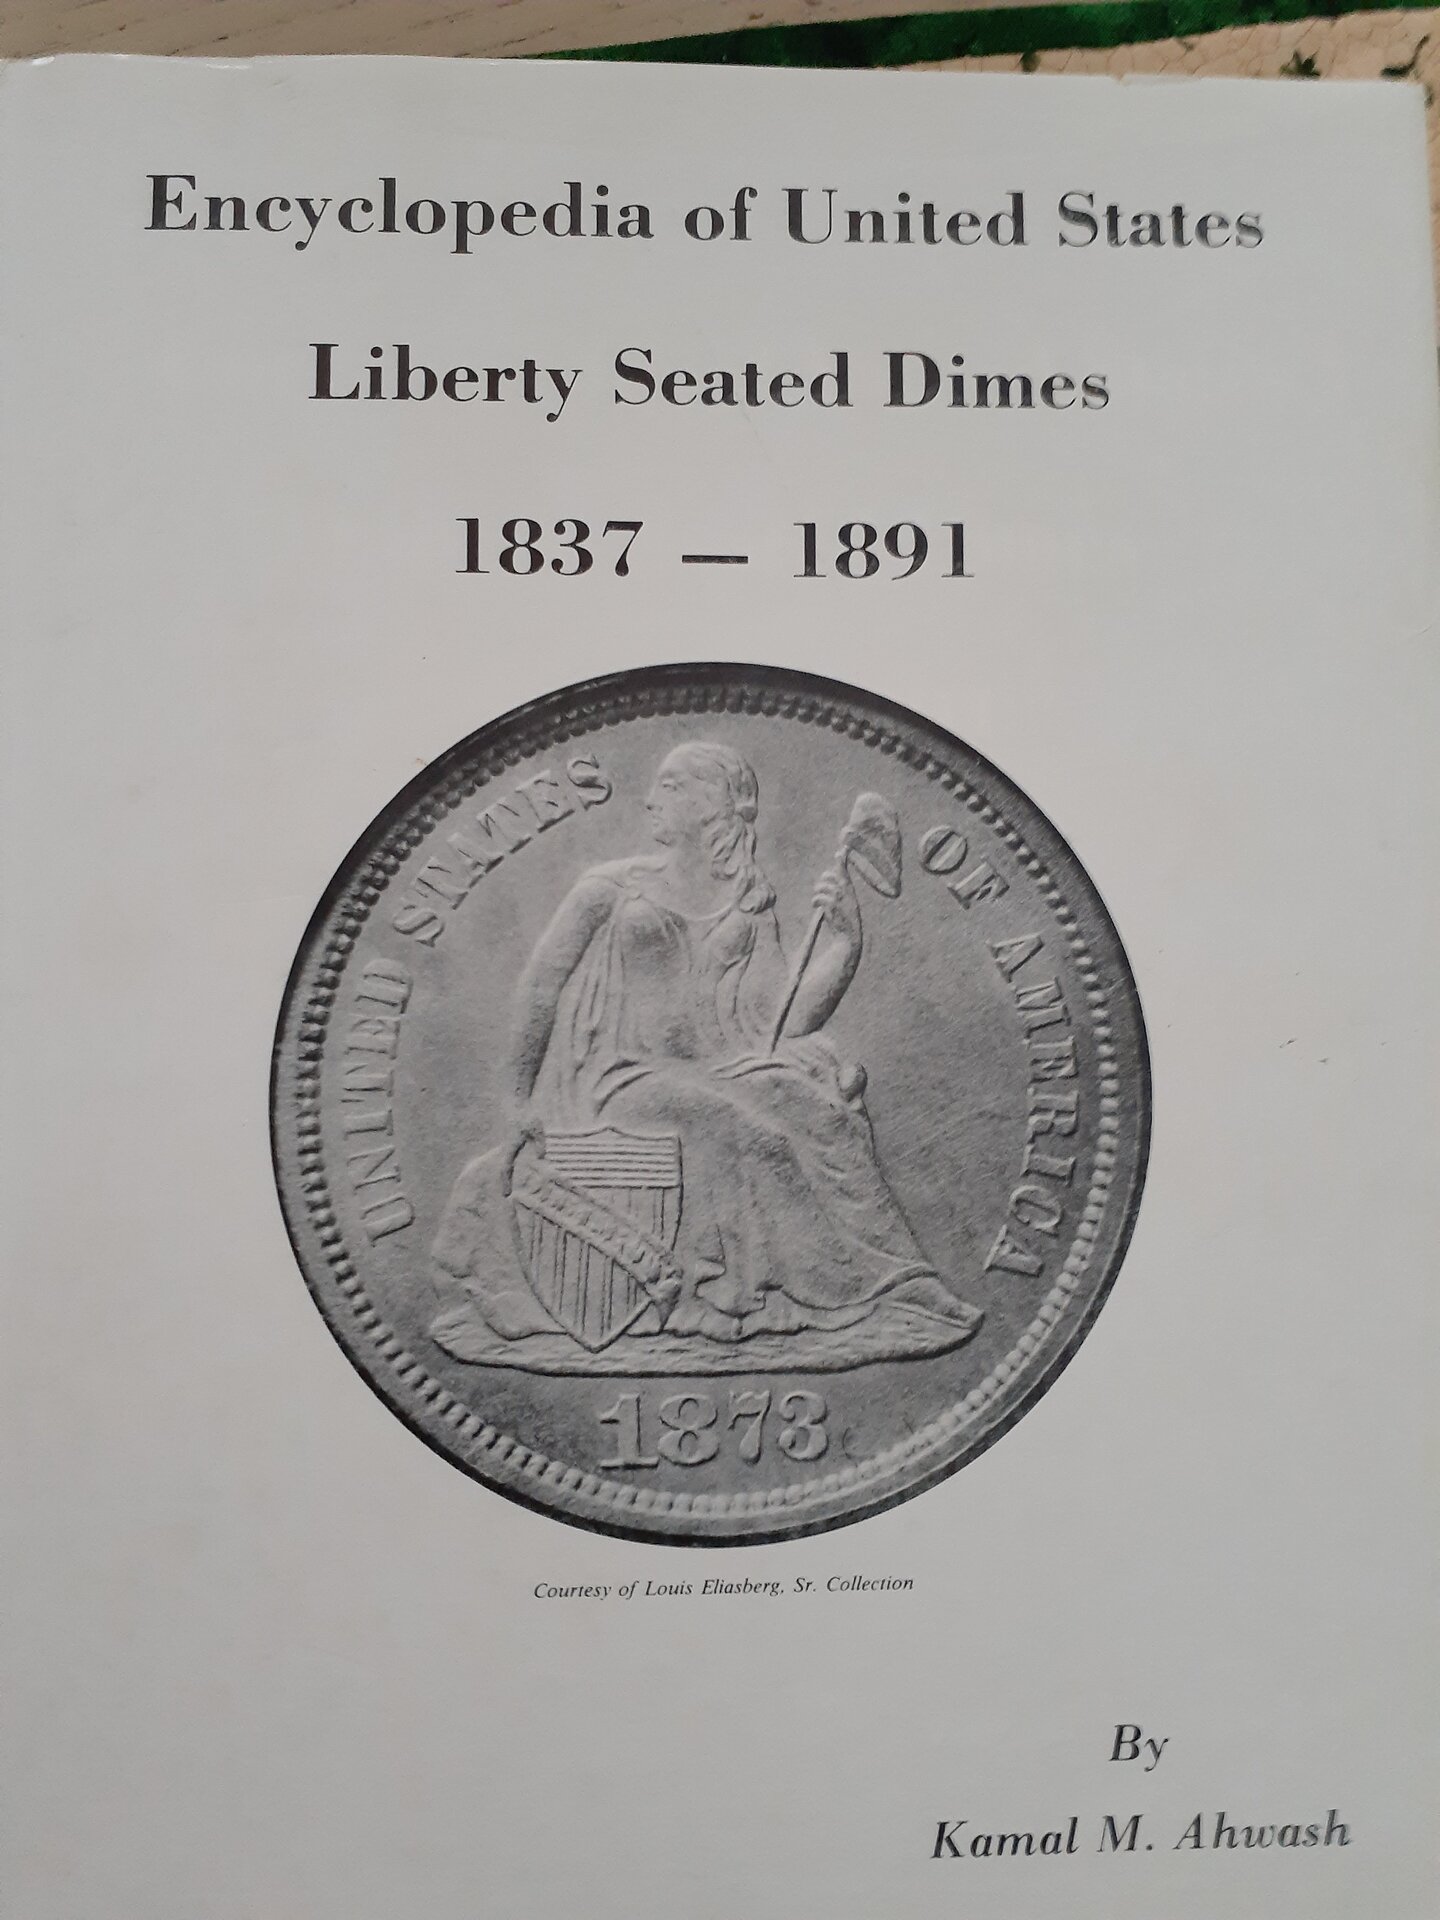 Encyclopedia of United States
Liberty Seated Dimes
1837 — 1891
UNITED STATES OF AMERICA
LIBERTY
1873
Courtesy of Louis Eliasberg, Sr. Collection
By
Kamal M. Ahwash